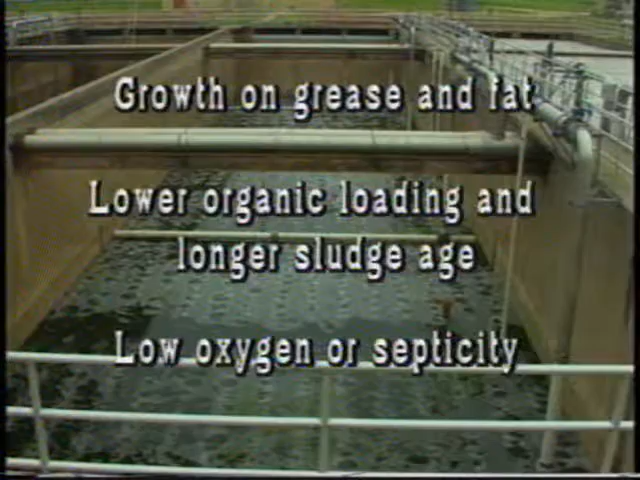 Growth on grease and fat
Lower organic loading and
longer sludge age
Low oxygen or septicity